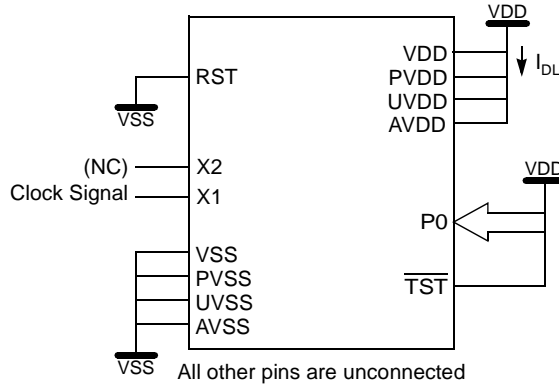 VDD
VDD
PVDD
UVDD
AVDD
I_DL
RST
VSS
(NC)
X2
Clock Signal
X1
VDD
P0
TST
VSS
PVSS
UVSS
AVSS
VSS
All other pins are unconnected